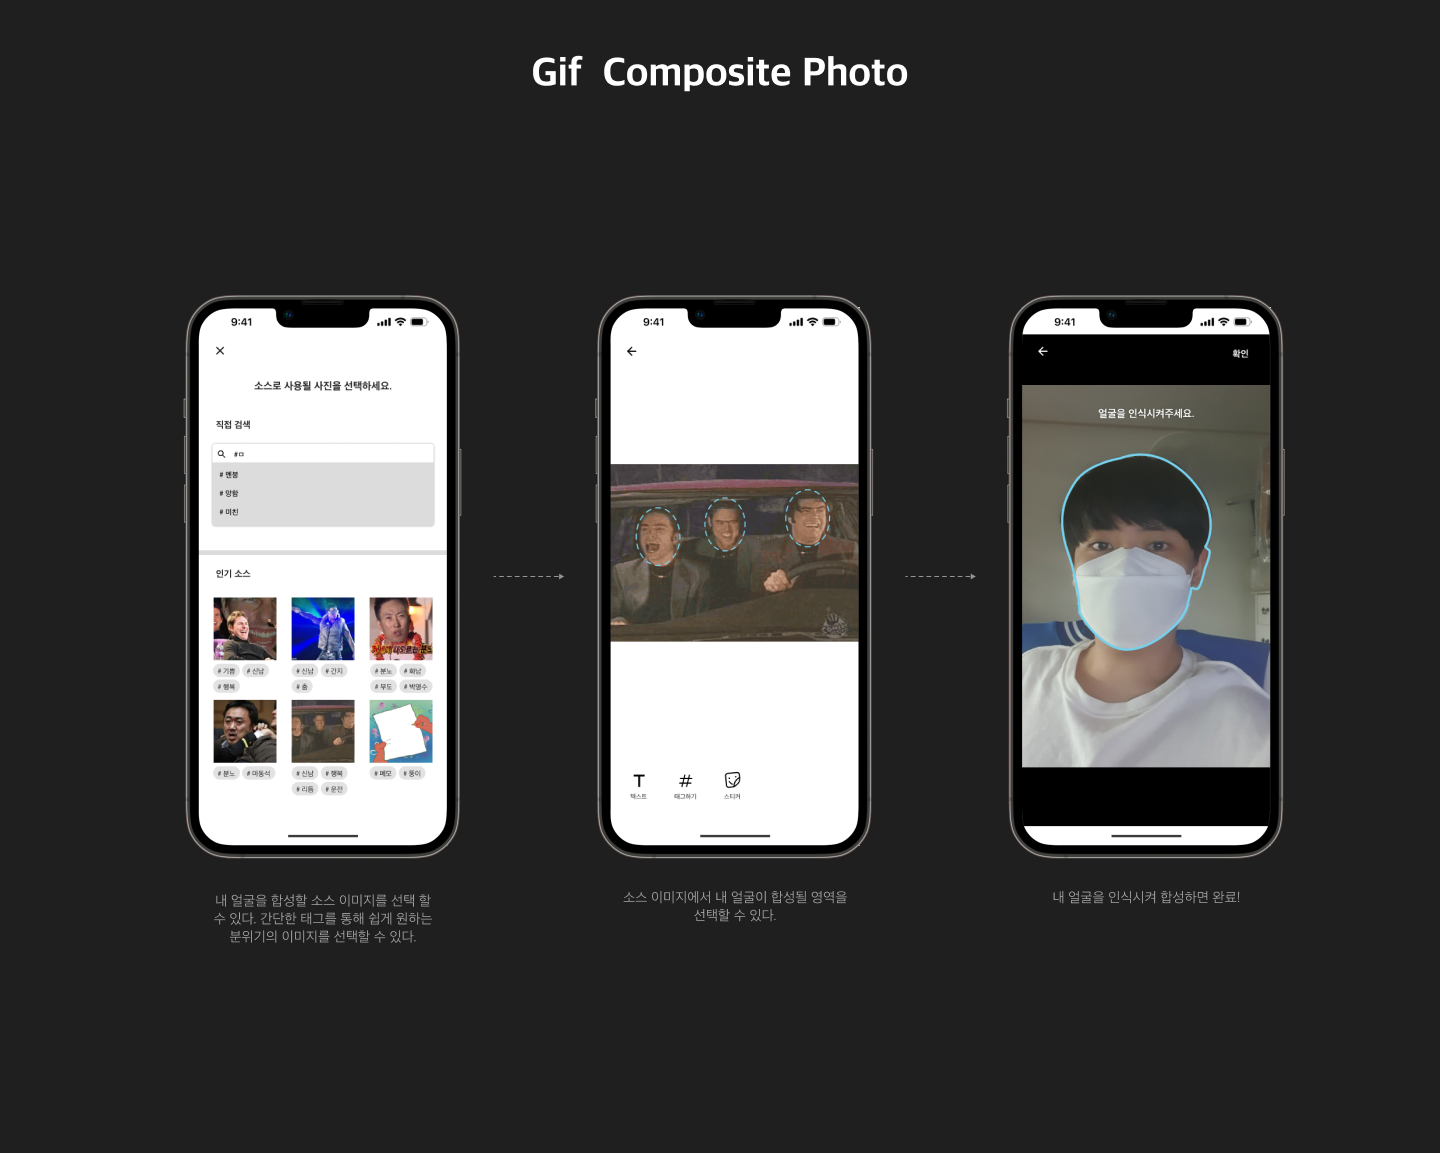 Gif Composite Photo
9:41
소스로 사용될 사진을 선택하세요.
직접 검색
#ㅁ
# 멘붕
# 망함
# 미친
인기 소스
# 기쁨 # 신남
# 행복
# 신남 # 간지
# 춤
# 분노 # 화남
# 무도 # 박명수
# 분노 # 마동석
# 신남 # 행복
# 리듬 # 운전
# 메모 # 뚱이
내 얼굴을 합성할 소스 이미지를 선택 할
수 있다. 간단한 태그를 통해 쉽게 원하는
분위기의 이미지를 선택할 수 있다.
9:41
텍스트
태그하기
스티커
소스 이미지에서 내 얼굴이 합성될 영역을
선택할 수 있다.
9:41
확인
얼굴을 인식시켜주세요.
내 얼굴을 인식시켜 합성하면 완료!